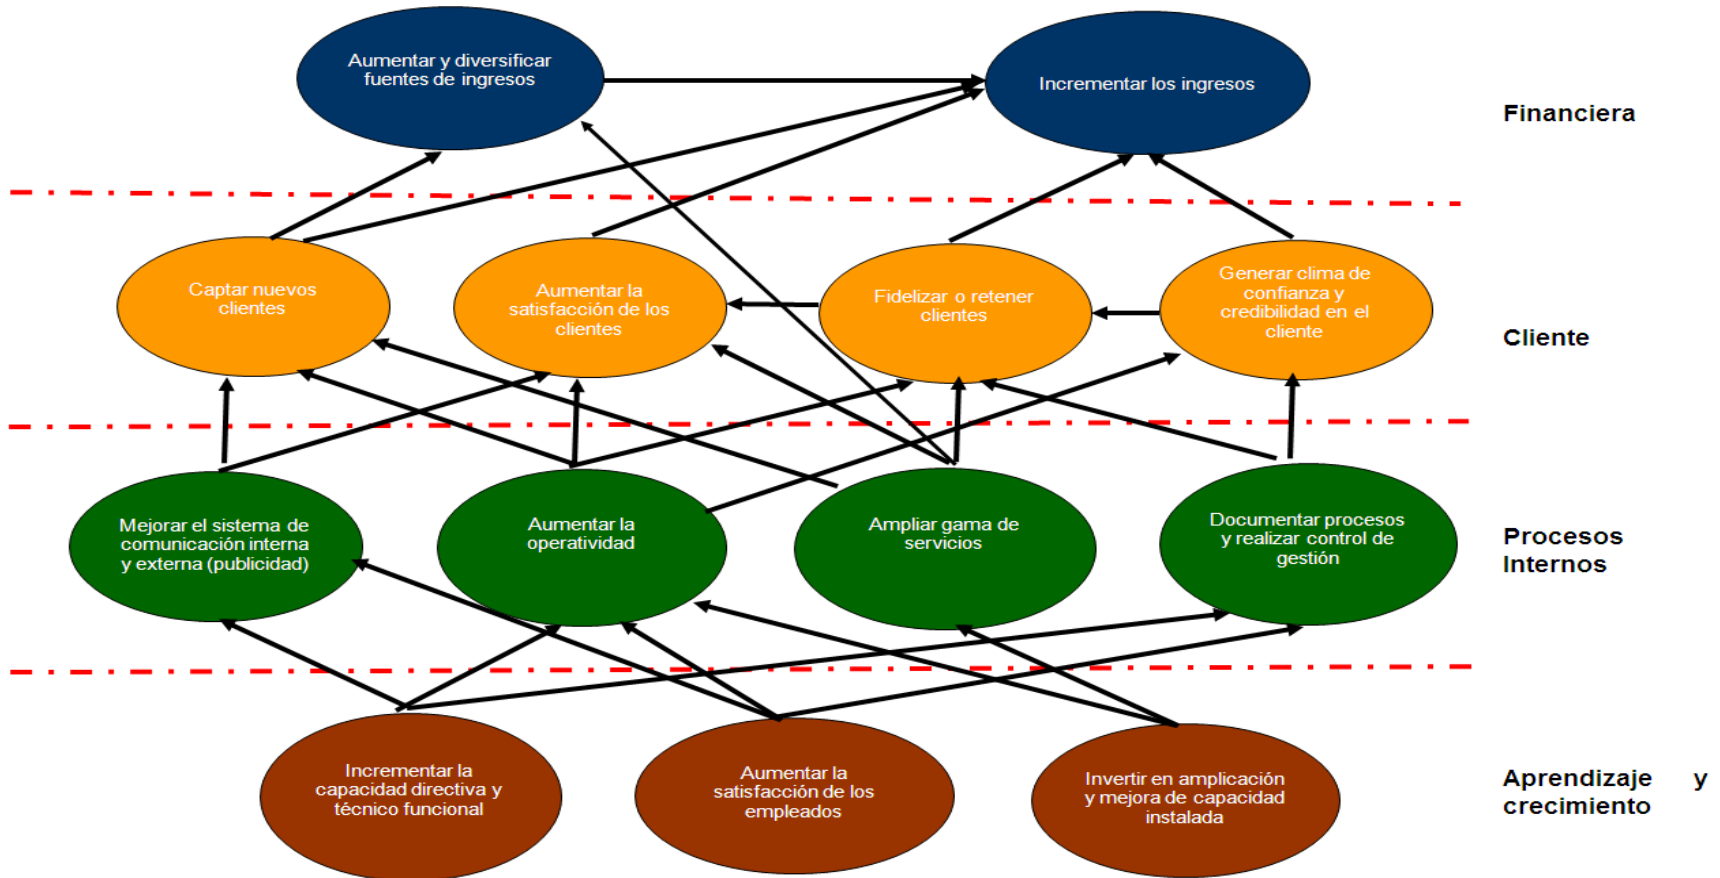 Aumentar y diversificar
fuentes de ingresos
Incrementar los ingresos
Financiera
Captar nuevos
clientes
Aumentar la
satisfacción de los
clientes
Fidelizar o retener
clientes
Generar clima de
confianza y
credibilidad en el
cliente
Cliente
Mejorar el sistema de
comunicación interna
y externa (publicidad)
Aumentar la
operatividad
Ampliar gama de
servicios
Documentar procesos
y realizar control de
gestión
Procesos
Internos
Incrementar la
capacidad directiva y
técnico funcional
Aumentar la
satisfacción de los
empleados
Invertir en amplicación
y mejora de capacidad
instalada
Aprendizaje y
crecimiento